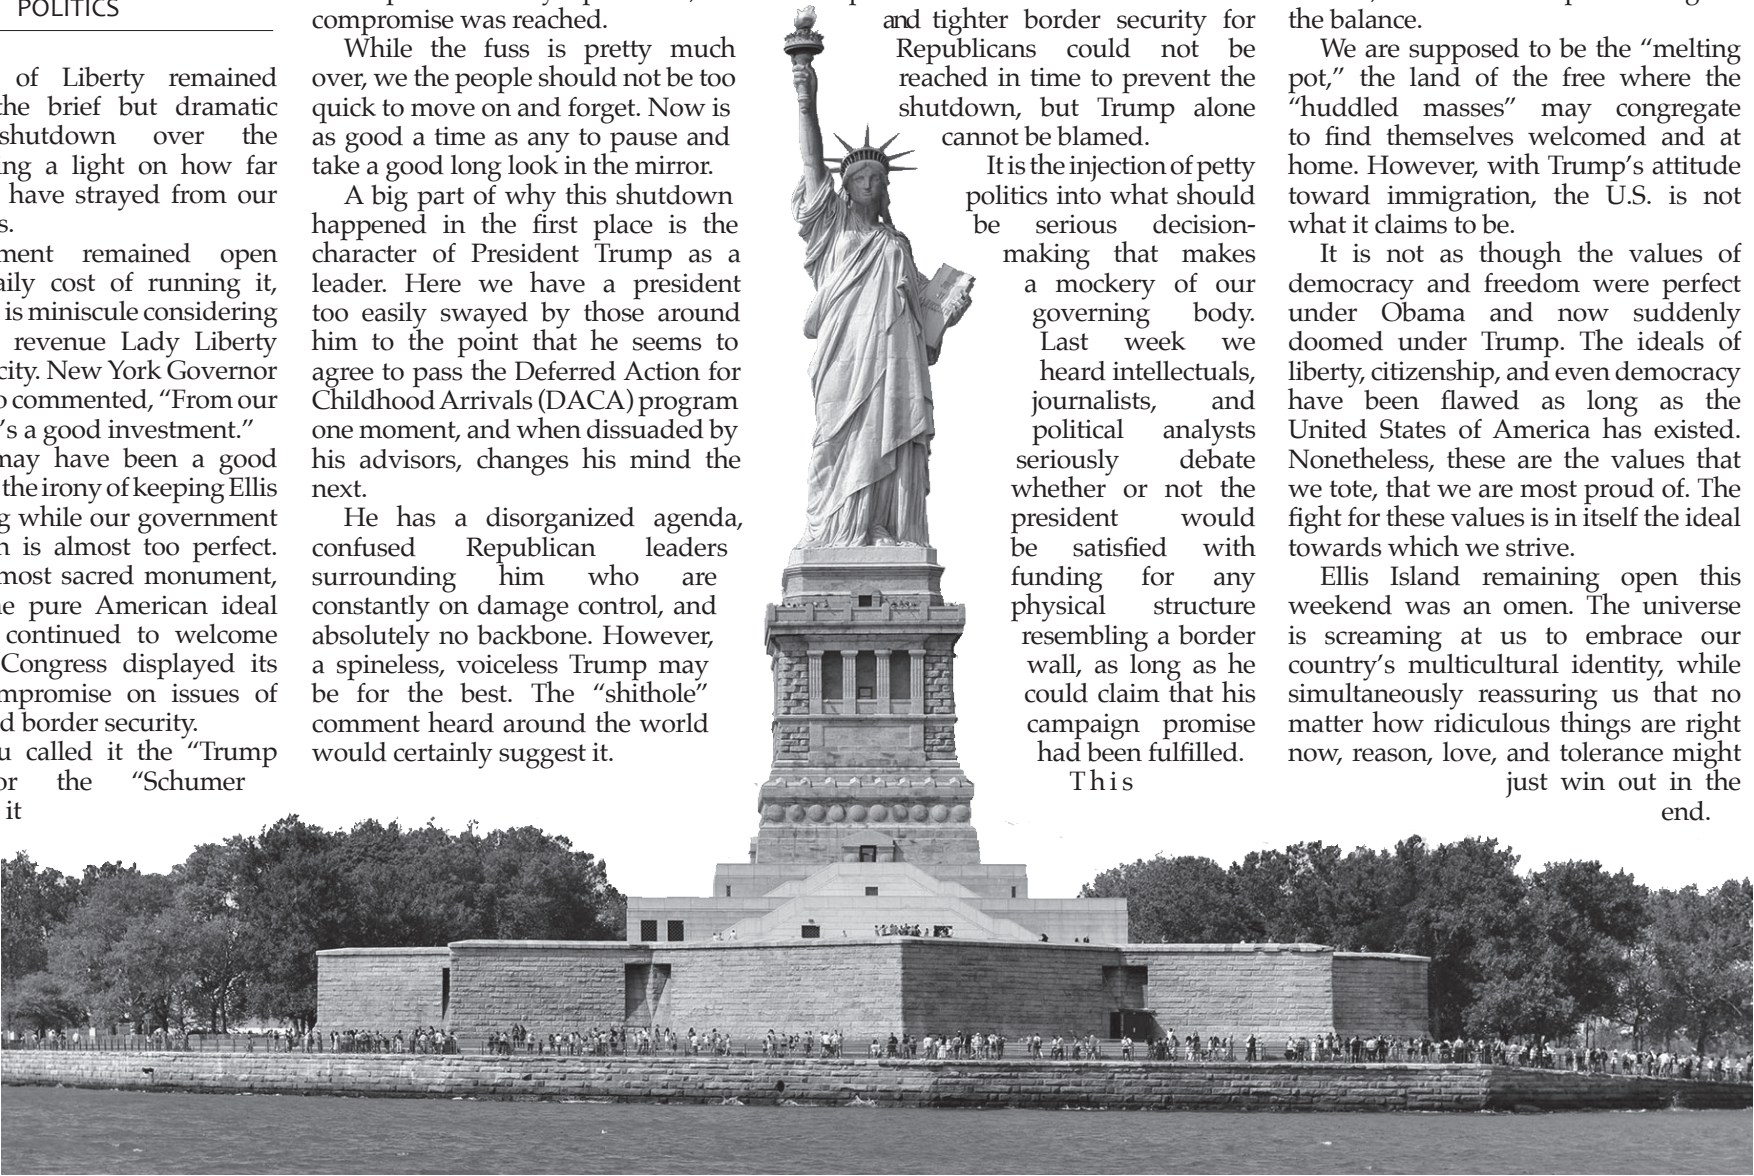 POLITICS
of Liberty remained
the brief but dramatic
shutdown over the
ing a light on how far
have strayed from our
s.
ment remained open
aily cost of running it,
is miniscule considering
revenue Lady Liberty
city. New York Governor
o commented, “From our
’s a good investment.”
may have been a good
the irony of keeping Ellis
g while our government
n is almost too perfect.
most sacred monument,
he pure American ideal
continued to welcome
Congress displayed its
mpromise on issues of
d border security.
u called it the “Trump
or the “Schumer
it
compromise was reached.
While the fuss is pretty much
over, we the people should not be too
quick to move on and forget. Now is
as good a time as any to pause and
take a good long look in the mirror.
A big part of why this shutdown
happened in the first place is the
character of President Trump as a
leader. Here we have a president
too easily swayed by those around
him to the point that he seems to
agree to pass the Deferred Action for
Childhood Arrivals (DACA) program
one moment, and when dissuaded by
his advisors, changes his mind the
next.
He has a disorganized agenda,
confused Republican leaders
surrounding him who are
constantly on damage control, and
absolutely no backbone. However,
a spineless, voiceless Trump may
be for the best. The “shithole”
comment heard around the world
would certainly suggest it.
and tighter border security for
Republicans could not be
reached in time to prevent the
shutdown, but Trump alone
cannot be blamed.
It is the injection of petty
politics into what should
be serious decision-
making that makes
a mockery of our
governing body.
Last week we
heard intellectuals,
journalists, and
political analysts
seriously debate
whether or not the
president would
be satisfied with
funding for any
physical structure
resembling a border
wall, as long as he
could claim that his
campaign promise
had been fulfilled.
This
the balance.
We are supposed to be the “melting
pot,” the land of the free where the
“huddled masses” may congregate
to find themselves welcomed and at
home. However, with Trump’s attitude
toward immigration, the U.S. is not
what it claims to be.
It is not as though the values of
democracy and freedom were perfect
under Obama and now suddenly
doomed under Trump. The ideals of
liberty, citizenship, and even democracy
have been flawed as long as the
United States of America has existed.
Nonetheless, these are the values that
we tote, that we are most proud of. The
fight for these values is in itself the ideal
towards which we strive.
Ellis Island remaining open this
weekend was an omen. The universe
is screaming at us to embrace our
country’s multicultural identity, while
simultaneously reassuring us that no
matter how ridiculous things are right
now, reason, love, and tolerance might
just win out in the
end.